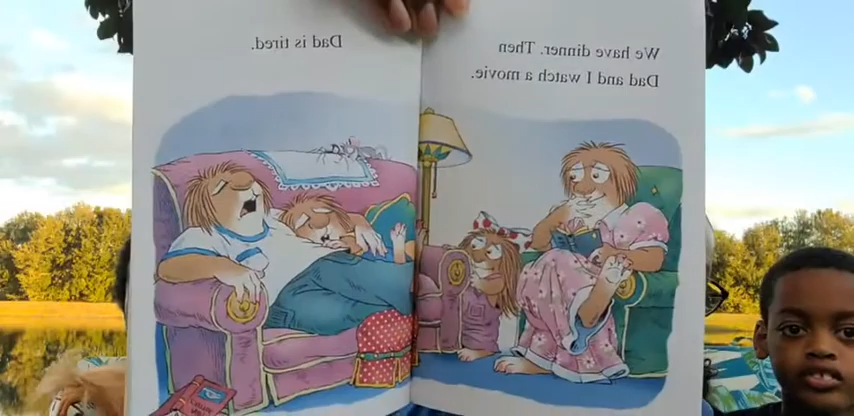 We have dinner. Then
Dad and I watch a movie.
Dad is tired.